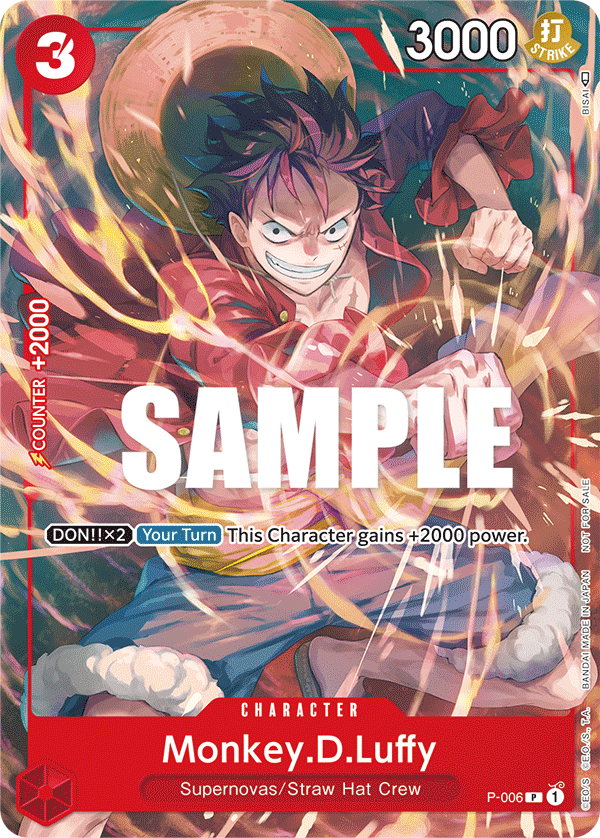 3
3000
打
STRIKE
BISAI
COUNTER +2000
SAMPLE
DON!!×2 Your Turn This Character gains +2000 power.
©E.O/S ©E.O./S, T.A. BANDAI MADE IN JAPAN NOT FOR SALE
CHARACTER
Monkey.D.Luffy
Supernovas/Straw Hat Crew
P-006 P 1